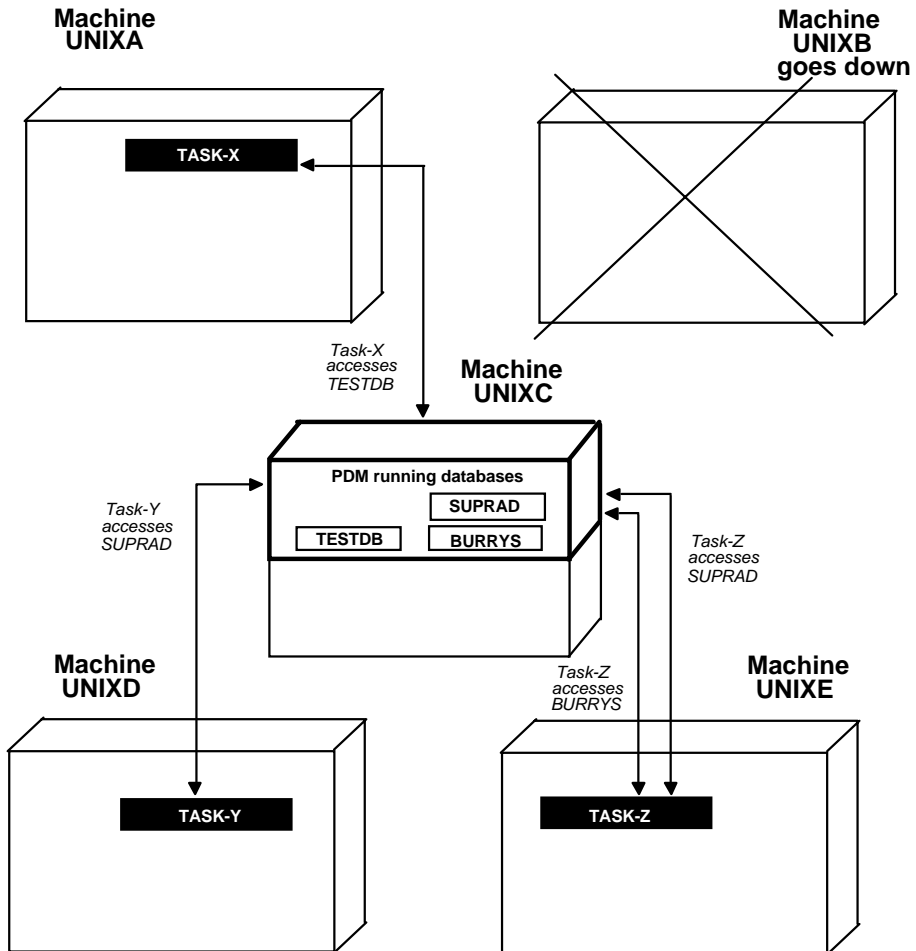 Machine
UNIXA
Machine
UNIXB
goes down
TASK-X
Task-X
accesses
TESTDB
Machine
UNIXC
PDM running databases
SUPRAD
TESTDB
BURRYS
Task-Y
accesses
SUPRAD
Task-Z
accesses
SUPRAD
Task-Z
accesses
BURRYS
Machine
UNIXD
Machine
UNIXE
TASK-Y
TASK-Z